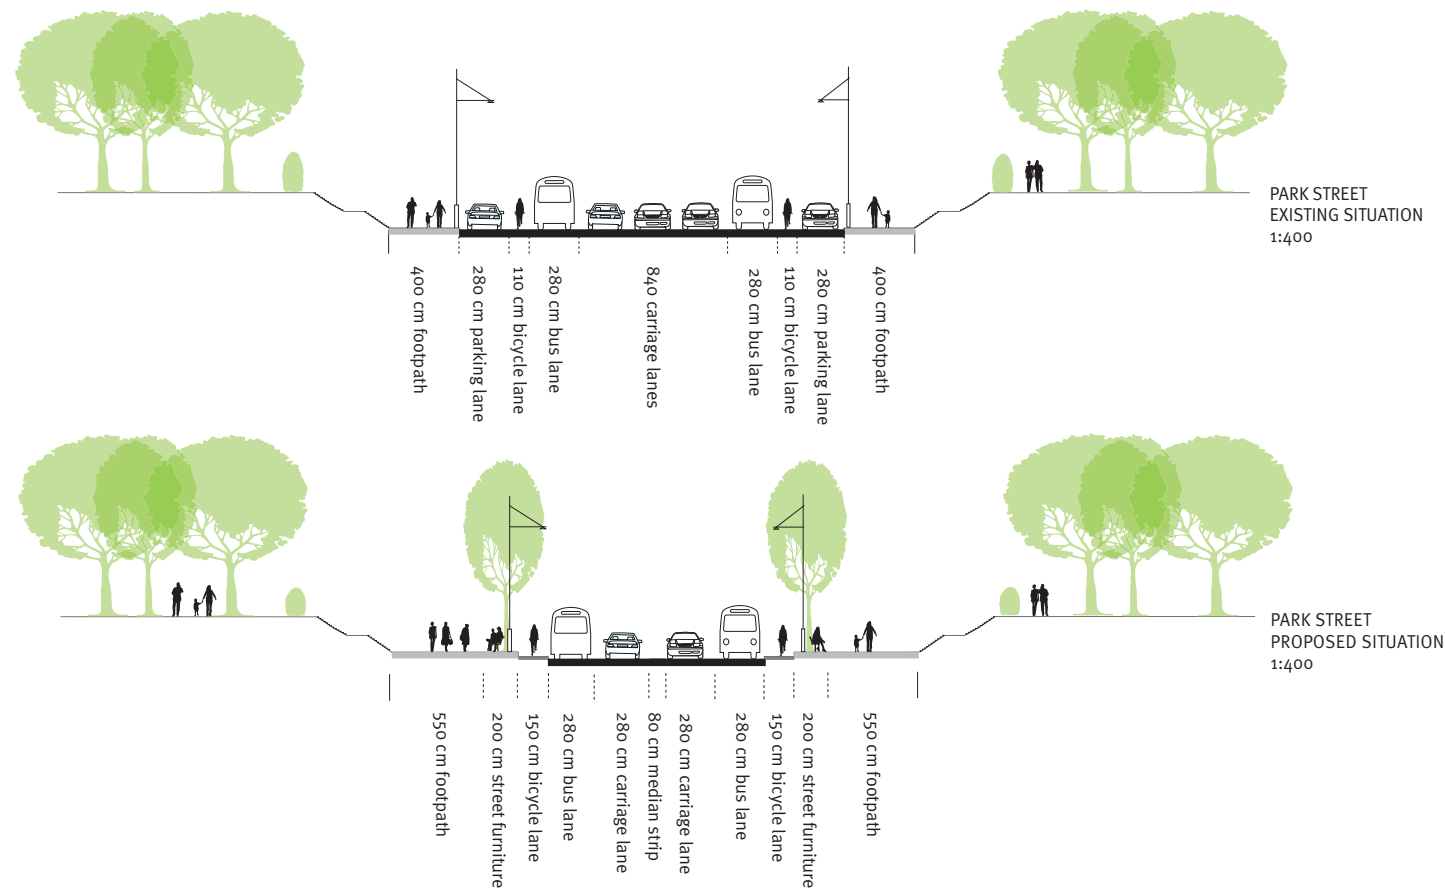 PARK STREET
EXISTING SITUATION
1:400
400 cm footpath
280 cm parking lane
110 cm bicycle lane
280 cm bus lane
840 carriage lanes
280 cm bus lane
110 cm bicycle lane
280 cm parking lane
400 cm footpath
PARK STREET
PROPOSED SITUATION
1:400
550 cm footpath
200 cm street furniture
150 cm bicycle lane
280 cm bus lane
280 cm carriage lane
80 cm median strip
280 cm carriage lane
280 cm bus lane
150 cm bicycle lane
200 cm street furniture
550 cm footpath